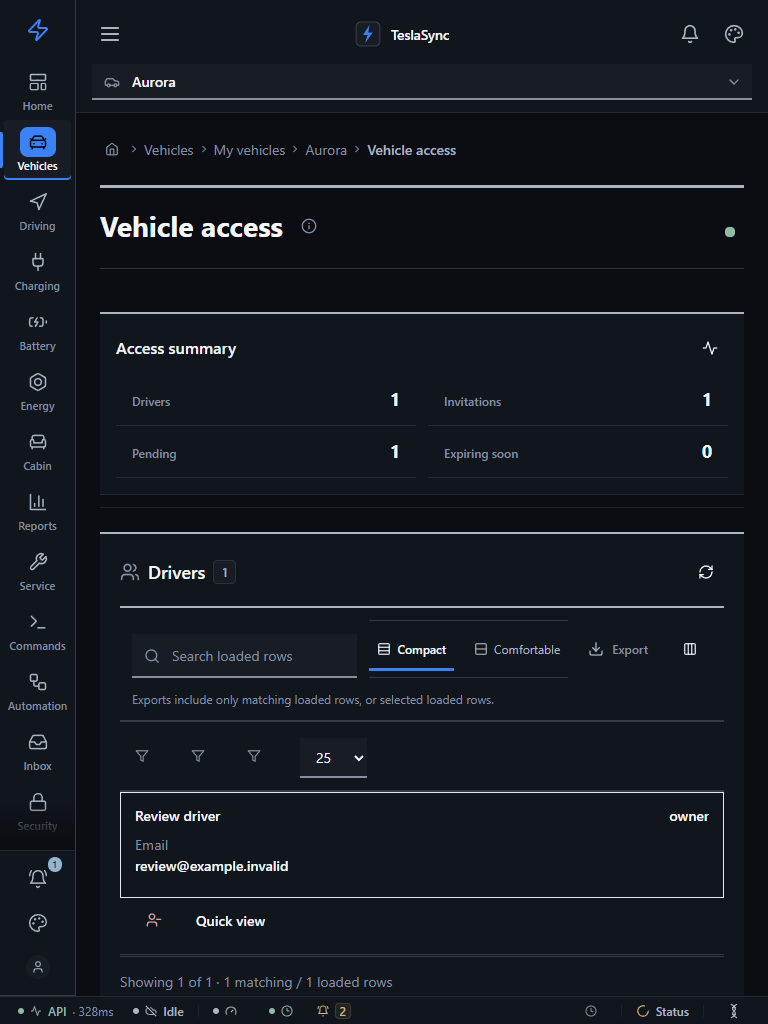 TeslaSync
Aurora
Home
Vehicles
Driving
Charging
Battery
Energy
Cabin
Reports
Service
Commands
Automation
Inbox
Security
1
Vehicles My vehicles Aurora Vehicle access
Vehicle access
Access summary
Drivers 1 Invitations 1
Pending 1 Expiring soon 0
Drivers 1
Search loaded rows Compact Comfortable Export
Exports include only matching loaded rows, or selected loaded rows.
25
Review driver owner
Email
review@example.invalid
Quick view
Showing 1 of 1 · 1 matching / 1 loaded rows
API · 328ms Idle 2 Status